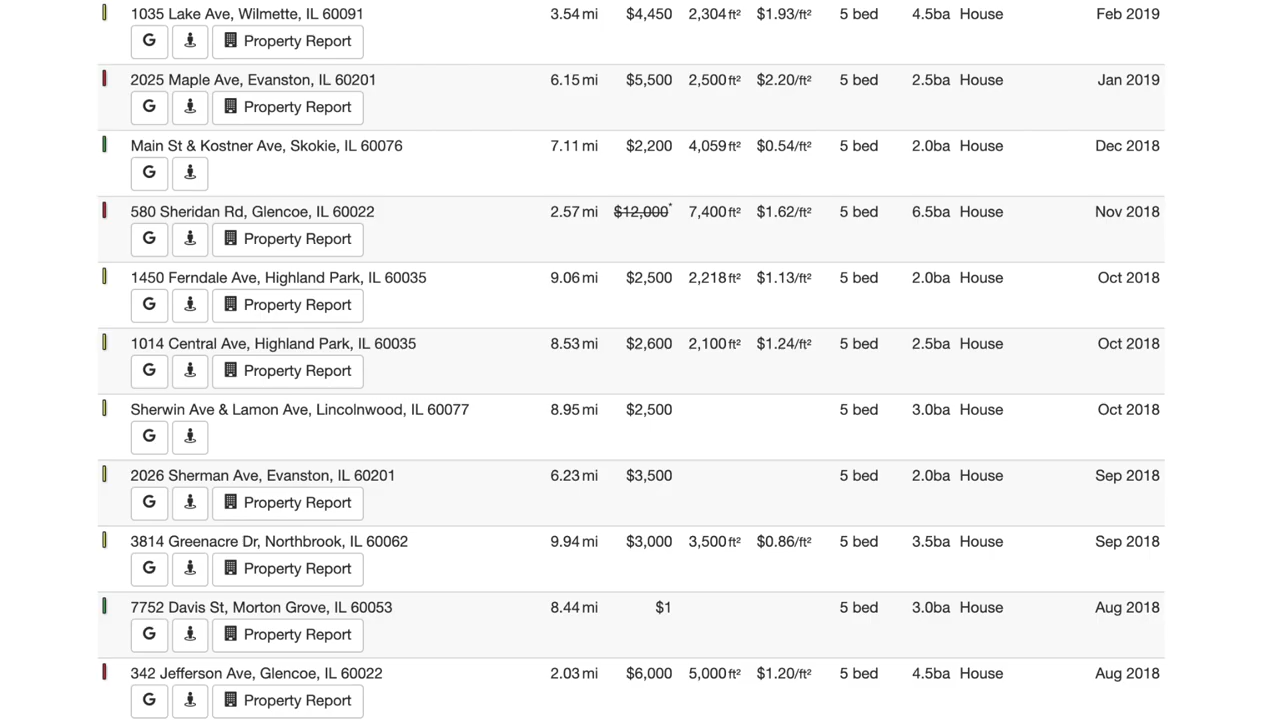 1035 Lake Ave, Wilmette, IL 60091 3.54 mi $4,450 2,304 ft² $1.93/ft² 5 bed 4.5ba House Feb 2019
G Property Report
2025 Maple Ave, Evanston, IL 60201 6.15 mi $5,500 2,500 ft² $2.20/ft² 5 bed 2.5ba House Jan 2019
G Property Report
Main St & Kostner Ave, Skokie, IL 60076 7.11 mi $2,200 4,059 ft² $0.54/ft² 5 bed 2.0ba House Dec 2018
G
580 Sheridan Rd, Glencoe, IL 60022 2.57 mi $12,000* 7,400 ft² $1.62/ft² 5 bed 6.5ba House Nov 2018
G Property Report
1450 Ferndale Ave, Highland Park, IL 60035 9.06 mi $2,500 2,218 ft² $1.13/ft² 5 bed 2.0ba House Oct 2018
G Property Report
1014 Central Ave, Highland Park, IL 60035 8.53 mi $2,600 2,100 ft² $1.24/ft² 5 bed 2.5ba House Oct 2018
G Property Report
Sherwin Ave & Lamon Ave, Lincolnwood, IL 60077 8.95 mi $2,500 5 bed 3.0ba House Oct 2018
G
2026 Sherman Ave, Evanston, IL 60201 6.23 mi $3,500 5 bed 2.0ba House Sep 2018
G Property Report
3814 Greenacre Dr, Northbrook, IL 60062 9.94 mi $3,000 3,500 ft² $0.86/ft² 5 bed 3.5ba House Sep 2018
G Property Report
7752 Davis St, Morton Grove, IL 60053 8.44 mi $1 5 bed 3.0ba House Aug 2018
G Property Report
342 Jefferson Ave, Glencoe, IL 60022 2.03 mi $6,000 5,000 ft² $1.20/ft² 5 bed 4.5ba House Aug 2018
G Property Report